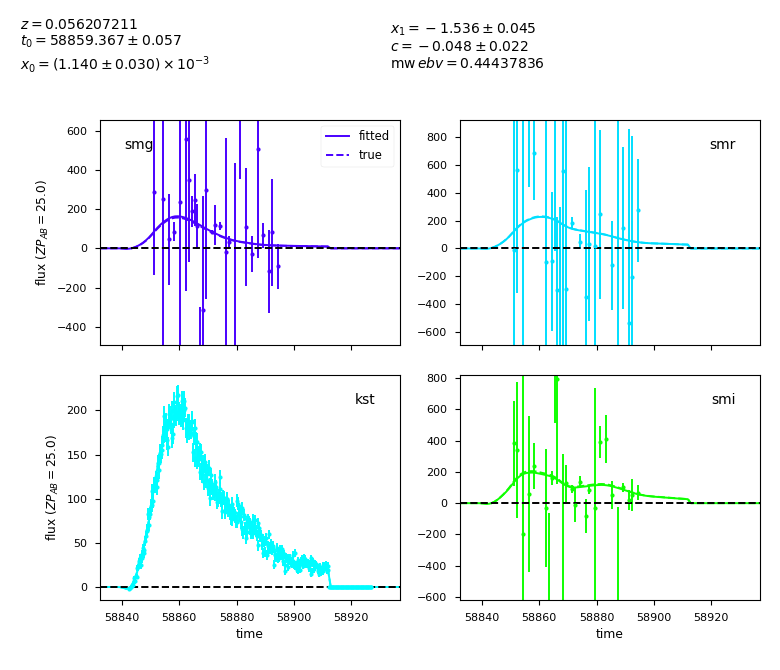 z = 0.056207211
t₀ = 58859.367 ± 0.057
x₀ = (1.140 ± 0.030) × 10⁻³
x₁ = −1.536 ± 0.045
c = −0.048 ± 0.022
mw ebv = 0.44437836
smg
fitted
true
600
400
200
0
−200
−400
flux (ZP_AB = 25.0)
smr
800
600
400
200
0
−200
−400
−600
kst
200
150
100
50
0
flux (ZP_AB = 25.0)
58840 58860 58880 58900 58920
time
smi
800
600
400
200
0
−200
−400
−600
58840 58860 58880 58900 58920
time